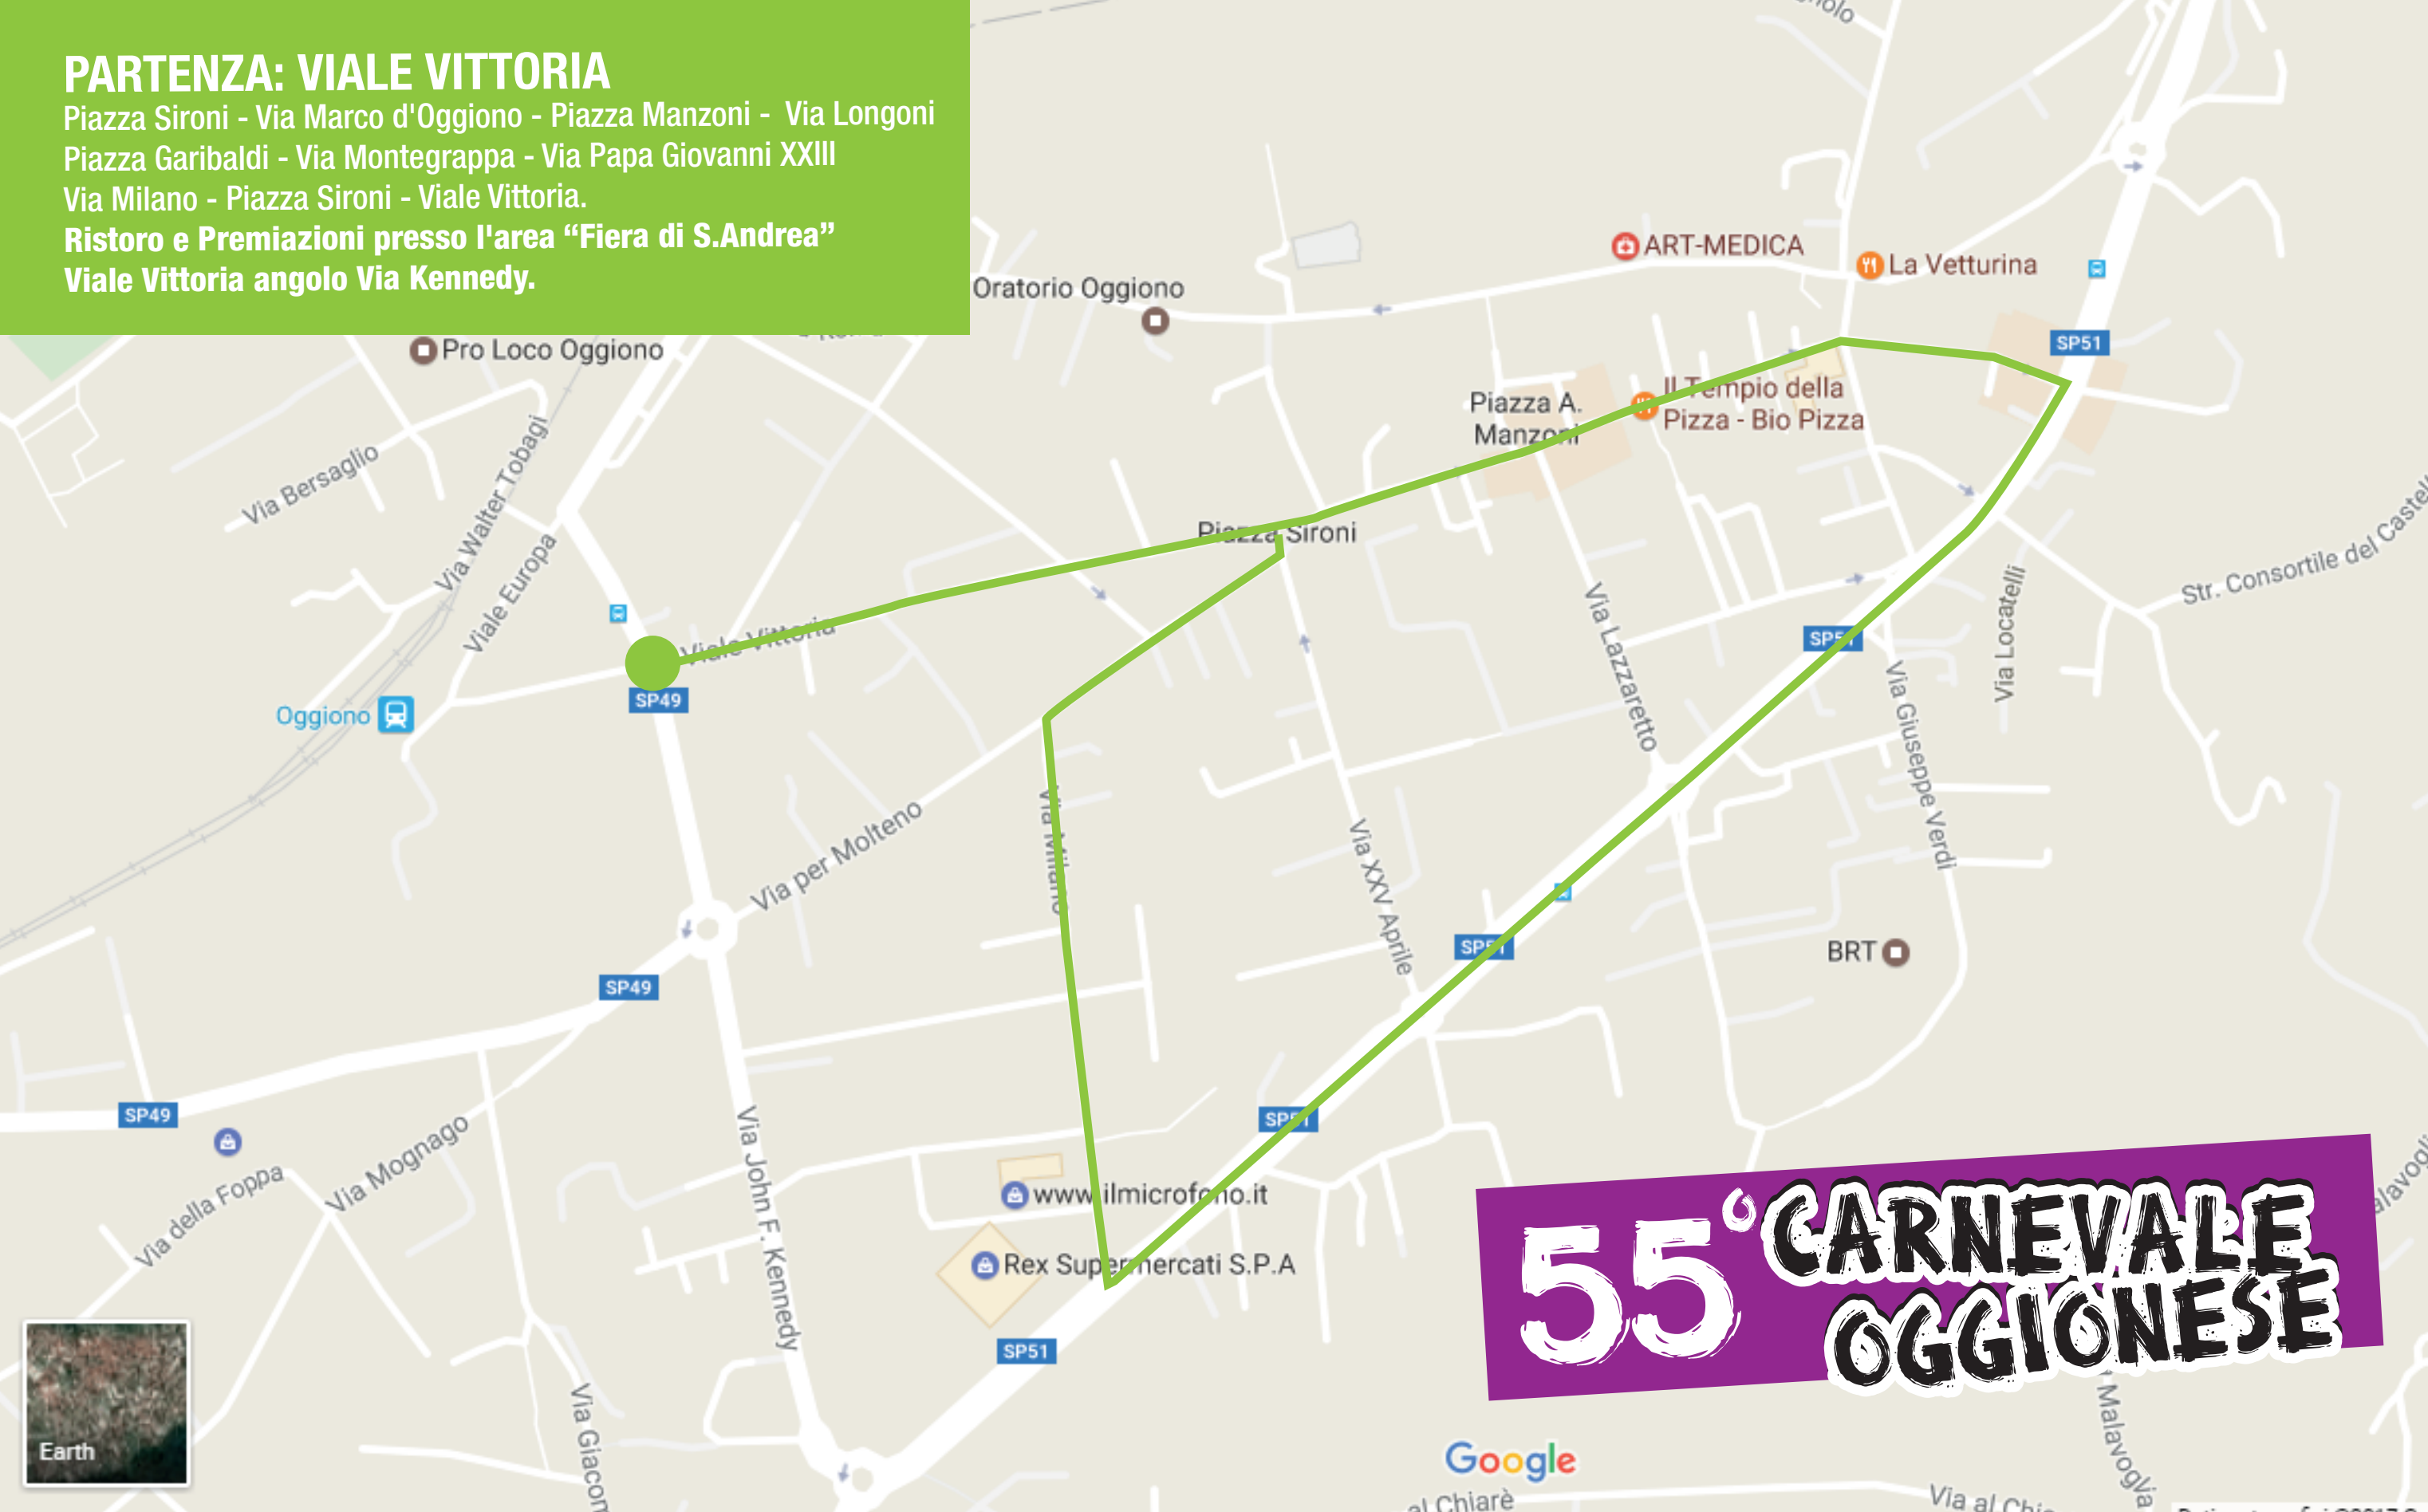 PARTENZA: VIALE VITTORIA
Piazza Sironi - Via Marco d'Oggiono - Piazza Manzoni - Via Longoni
Piazza Garibaldi - Via Montegrappa - Via Papa Giovanni XXIII
Via Milano - Piazza Sironi - Viale Vittoria.
Ristoro e Premiazioni presso l'area “Fiera di S.Andrea”
Viale Vittoria angolo Via Kennedy.
ART-MEDICA
La Vetturina
Oratorio Oggiono
SP51
Pro Loco Oggiono
Il Tempio della
Pizza - Bio Pizza
Piazza A.
Manzoni
Via Bersaglio
Via Walter Tobagi
Viale Europa
Piazza Sironi
Viale Vittoria
Str. Consortile del
Via Locatelli
Via Lazzaretto
SP51
SP49
Oggiono
Via Giuseppe Verdi
Via Milano
Via per Molteno
Via XXV Aprile
SP51
BRT
SP49
SP49
SP51
Via Mognago
Via della Foppa
Via John F. Kennedy
www.ilmicrofono.it
Rex Supermercati S.P.A
SP51
55° CARNEVALE
OGGIONESE
Via
Malavoglia
Earth
Google
Chiarè
Via al